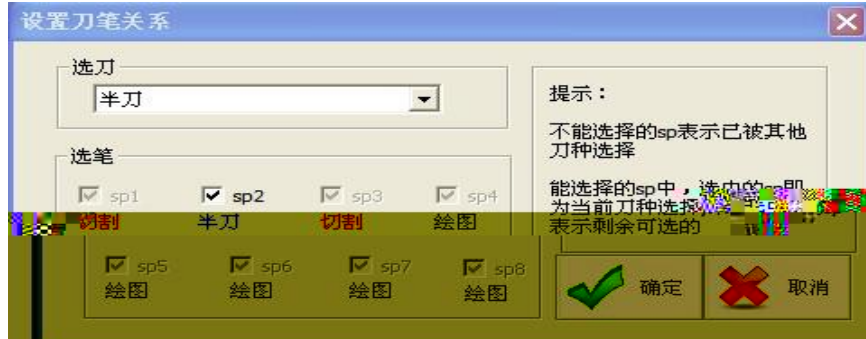 设置刀笔关系
选刀
半刀
选笔
sp1
sp2
sp3
sp4
切割
半刀
切割
绘图
sp5
sp6
sp7
sp8
绘图
绘图
绘图
绘图
提示：
不能选择的sp表示已被其他
刀种选择
能选择的sp中，选中的sp即
为当前刀种选择
表示剩余可选的
确定
取消